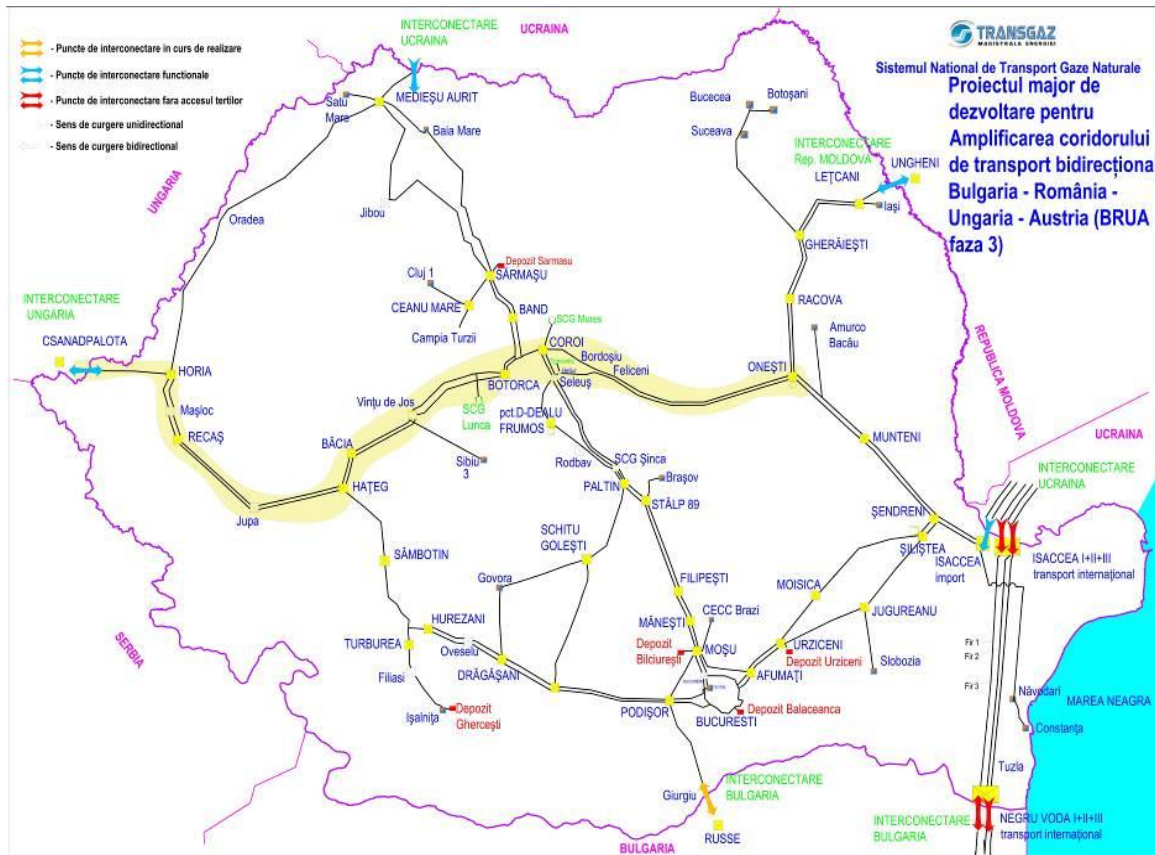 INTERCONECTARE
UCRAINA
TRANSGAZ
MAGISTRALE ENERGIEI
- Puncte de interconectare in curs de realizare
- Puncte de interconectare functionale
- Puncte de interconectare fara accesul tertilor
- Sens de curgere unidirectional
- Sens de curgere bidirectional
Sistemul National de Transport Gaze Naturale
Proiectul major de
dezvoltare pentru
Amplificarea coridorului
de transport bidirecționa
Bulgaria - România -
Ungaria - Austria (BRUA
faza 3)
UCRAINA
MEDIEȘU AURIT
Satu
Mare
Baia Mare
Bucecea
Botoșani
Suceava
INTERCONECTARE
Rep. MOLDOVA
UNGHENI
LEȚCANI
Iași
UNGARIA
Oradea
Jibou
GHERĂIEȘTI
Depozit Sarmasu
SĂRMAȘU
Cluj 1
CEANU MARE
Campia Turzii
BAND
RACOVA
INTERCONECTARE
UNGARIA
CSANADPALOTA
SCG Mures
COROI
Bordoșiu
Feliceni
Amurco
Bacău
REPUBLICA MOLDOVA
HORIA
BOTORCA
Seleuș
ONEȘTI
Mașloc
Vințu de Jos
SCG
Lunca
pct.D-DEALU
FRUMOS
RECAȘ
BĂCIA
Sibiu
3
Rodbav
SCG Șinca
MUNTENI
UCRAINA
HAȚEG
PALTIN
Brașov
STÂLP 89
INTERCONECTARE
UCRAINA
Jupa
ȘENDRENI
SCHITU
GOLEȘTI
ȘILIȘTEA
ISACCEA
import
ISACCEA I+II+III
transport internațional
SÂMBOTIN
Govora
FILIPEȘTI
MOISICA
SERBIA
HUREZANI
MĂNEȘTI
CECC Brazi
JUGUREANU
TURBUREA
Oveselu
Depozit
Bilciurești
MOȘU
URZICENI
Depozit Urziceni
Slobozia
Fir 1
Fir 2
Filiasi
DRĂGĂȘANI
AFUMAȚI
Fir 3
Ișalnița
Depozit
Ghercești
PODIȘOR
BUCURESTI
Depozit Balaceanca
Năvodari
MAREA NEAGRA
Constanța
Tuzla
Giurgiu
INTERCONECTARE
BULGARIA
RUSSE
BULGARIA
INTERCONECTARE
BULGARIA
NEGRU VODA I+II+III
transport internațional